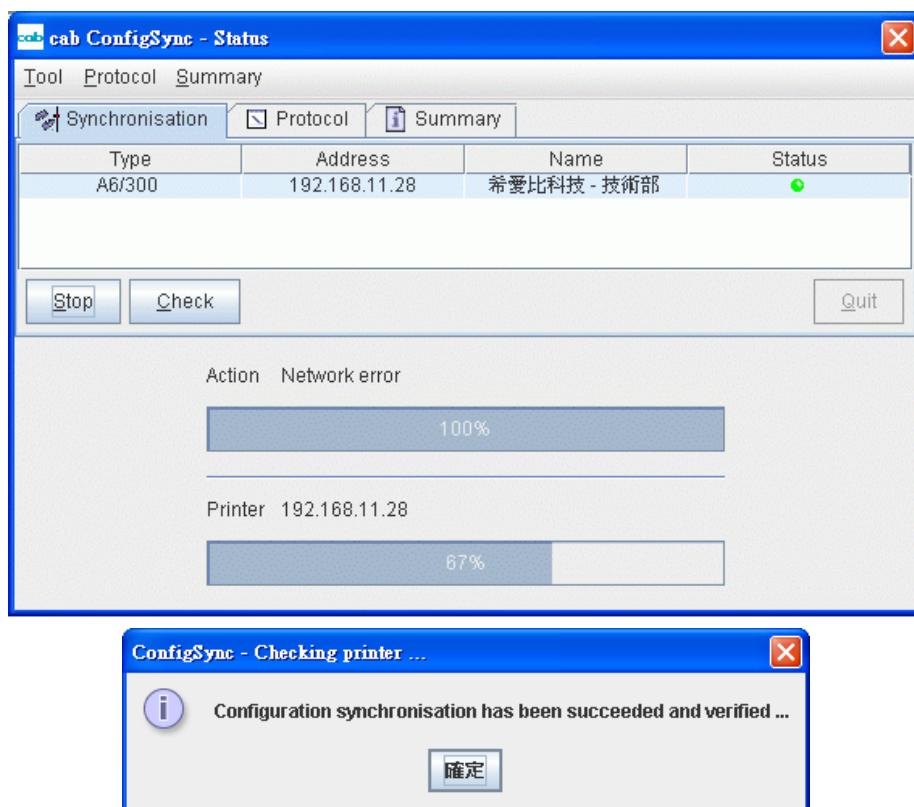 cab cab ConfigSync - Status
Tool Protocol Summary
Synchronisation Protocol Summary
Type Address Name Status
A6/300 192.168.11.28 希愛比科技 - 技術部
Stop Check Quit
Action Network error
100%
Printer 192.168.11.28
67%
ConfigSync - Checking printer ...
Configuration synchronisation has been succeeded and verified ...
確定